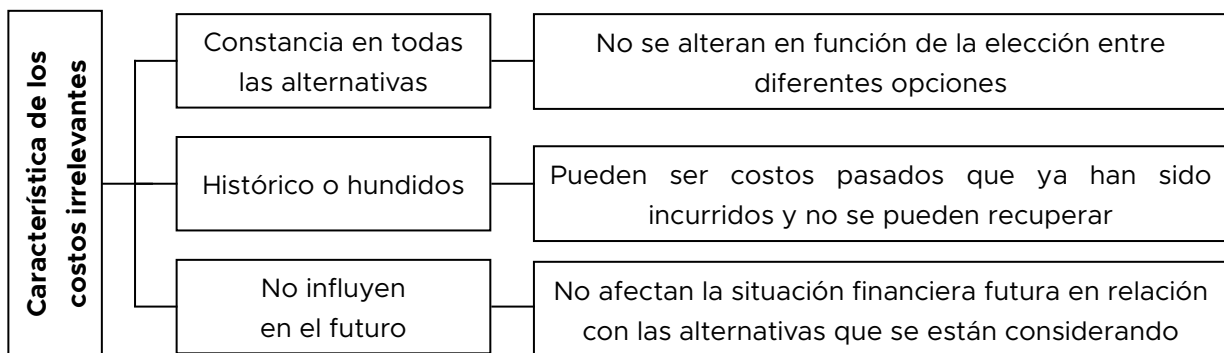 Característica de los
costos irrelevantes
Constancia en todas
las alternativas
No se alteran en función de la elección entre
diferentes opciones
Histórico o hundidos
Pueden ser costos pasados que ya han sido
incurridos y no se pueden recuperar
No influyen
en el futuro
No afectan la situación financiera futura en relación
con las alternativas que se están considerando